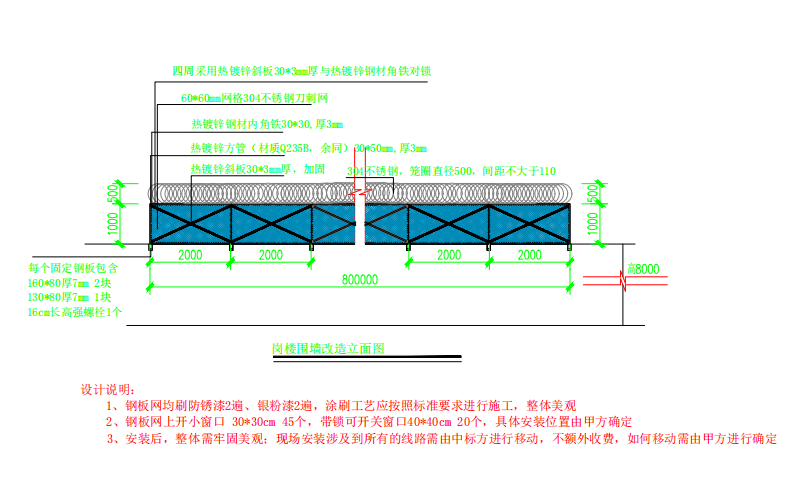 四周采用热镀锌斜板30*3mm厚与热镀锌钢材角铁对锁
60*60mm网格304不锈钢刀刺网
热镀锌钢材内角铁30*30,厚3mm
热镀锌方管（材质Q235B, 余同）30*50mm,厚3mm
热镀锌斜板30*3mm厚, 加固
304不锈钢, 笼圈直径500, 间距不大于110
500
1000
500
1000
2000
2000
2000
2000
800000
高8000
每个固定钢板包含
160*80厚7mm 2块
130*80厚7mm 1块
16cm长高强螺栓1个
岗楼围墙改造立面图
设计说明:
1、钢板网均刷防锈漆2遍、银粉漆2遍, 涂刷工艺应按照标准要求进行施工, 整体美观
2、钢板网上开小窗口 30*30cm 45个, 带锁可开关窗口40*40cm 20个, 具体安装位置由甲方确定
3、安装后, 整体需牢固美观; 现场安装涉及到所有的线路需由中标方进行移动, 不额外收费, 如何移动需由甲方进行确定